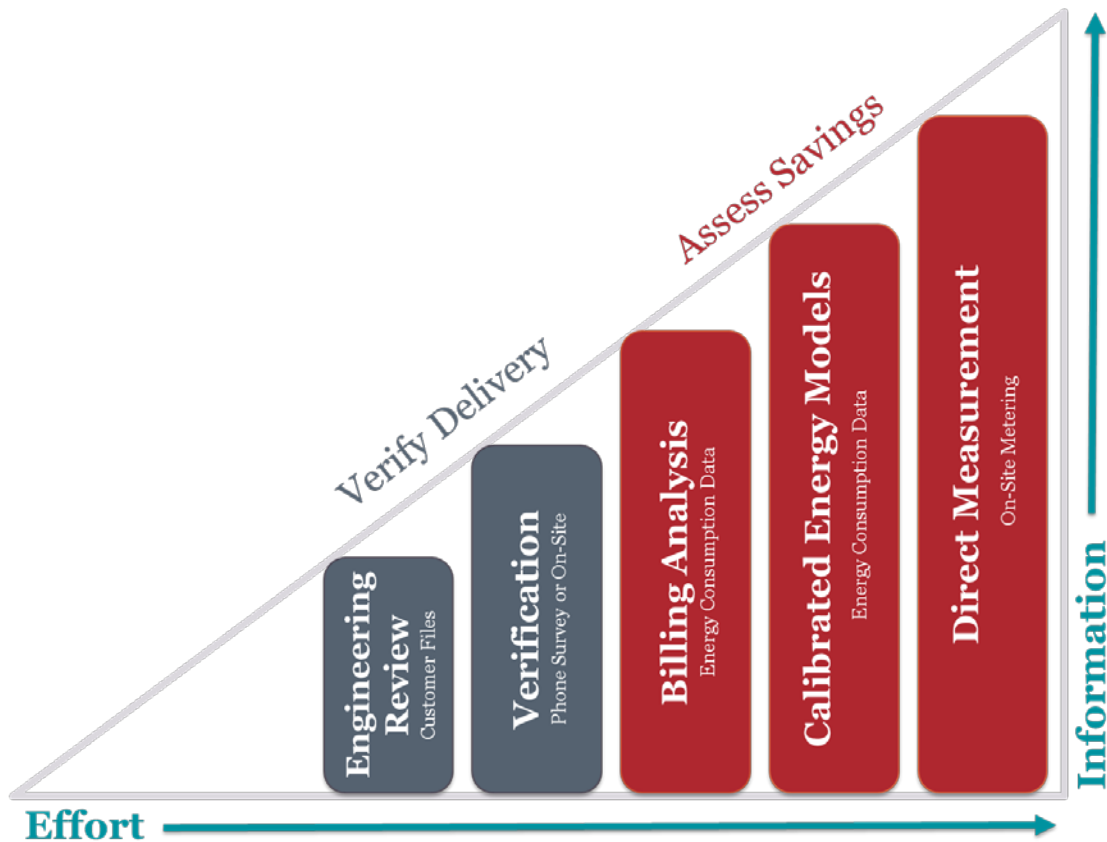 Assess Savings
Verify Delivery
Engineering
Review
Customer Files
Verification
Phone Survey or On-Site
Billing Analysis
Energy Consumption Data
Calibrated Energy Models
Energy Consumption Data
Direct Measurement
On-Site Metering
Information
Effort